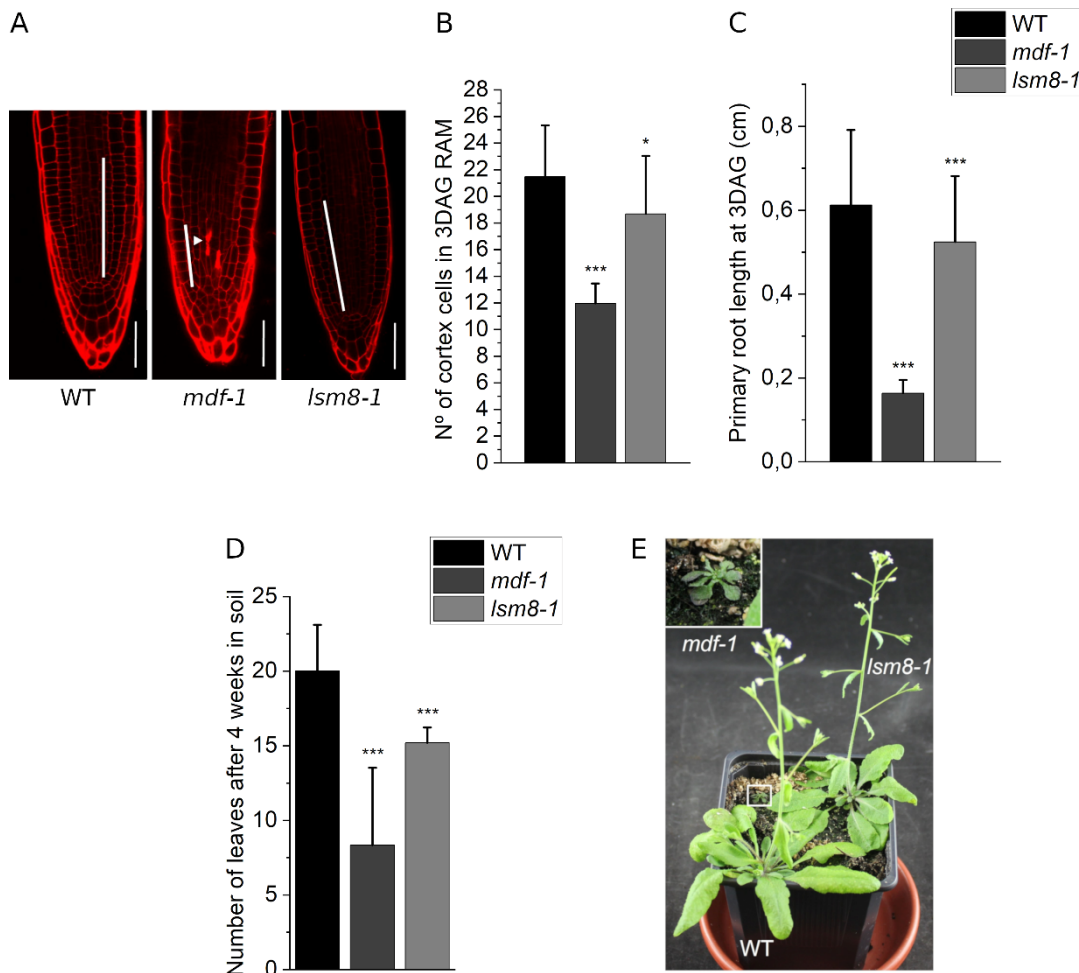 A
WT
mdf-1
lsm8-1
B
Nº of cortex cells in 3DAG RAM
28
26
24
22
20
18
16
14
12
10
8
6
4
2
0
***
*
C
WT
mdf-1
lsm8-1
Primary root length at 3DAG (cm)
0,8
0,6
0,4
0,2
0,0
***
***
D
WT
mdf-1
lsm8-1
Number of leaves after 4 weeks in soil
25
20
15
10
5
0
***
***
E
mdf-1
lsm8-1
WT